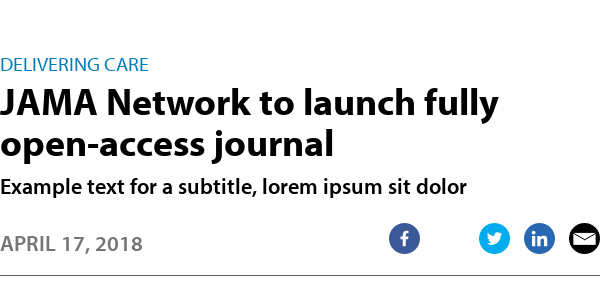 DELIVERING CARE
JAMA Network to launch fully
open-access journal
Example text for a subtitle, lorem ipsum sit dolor
APRIL 17, 2018